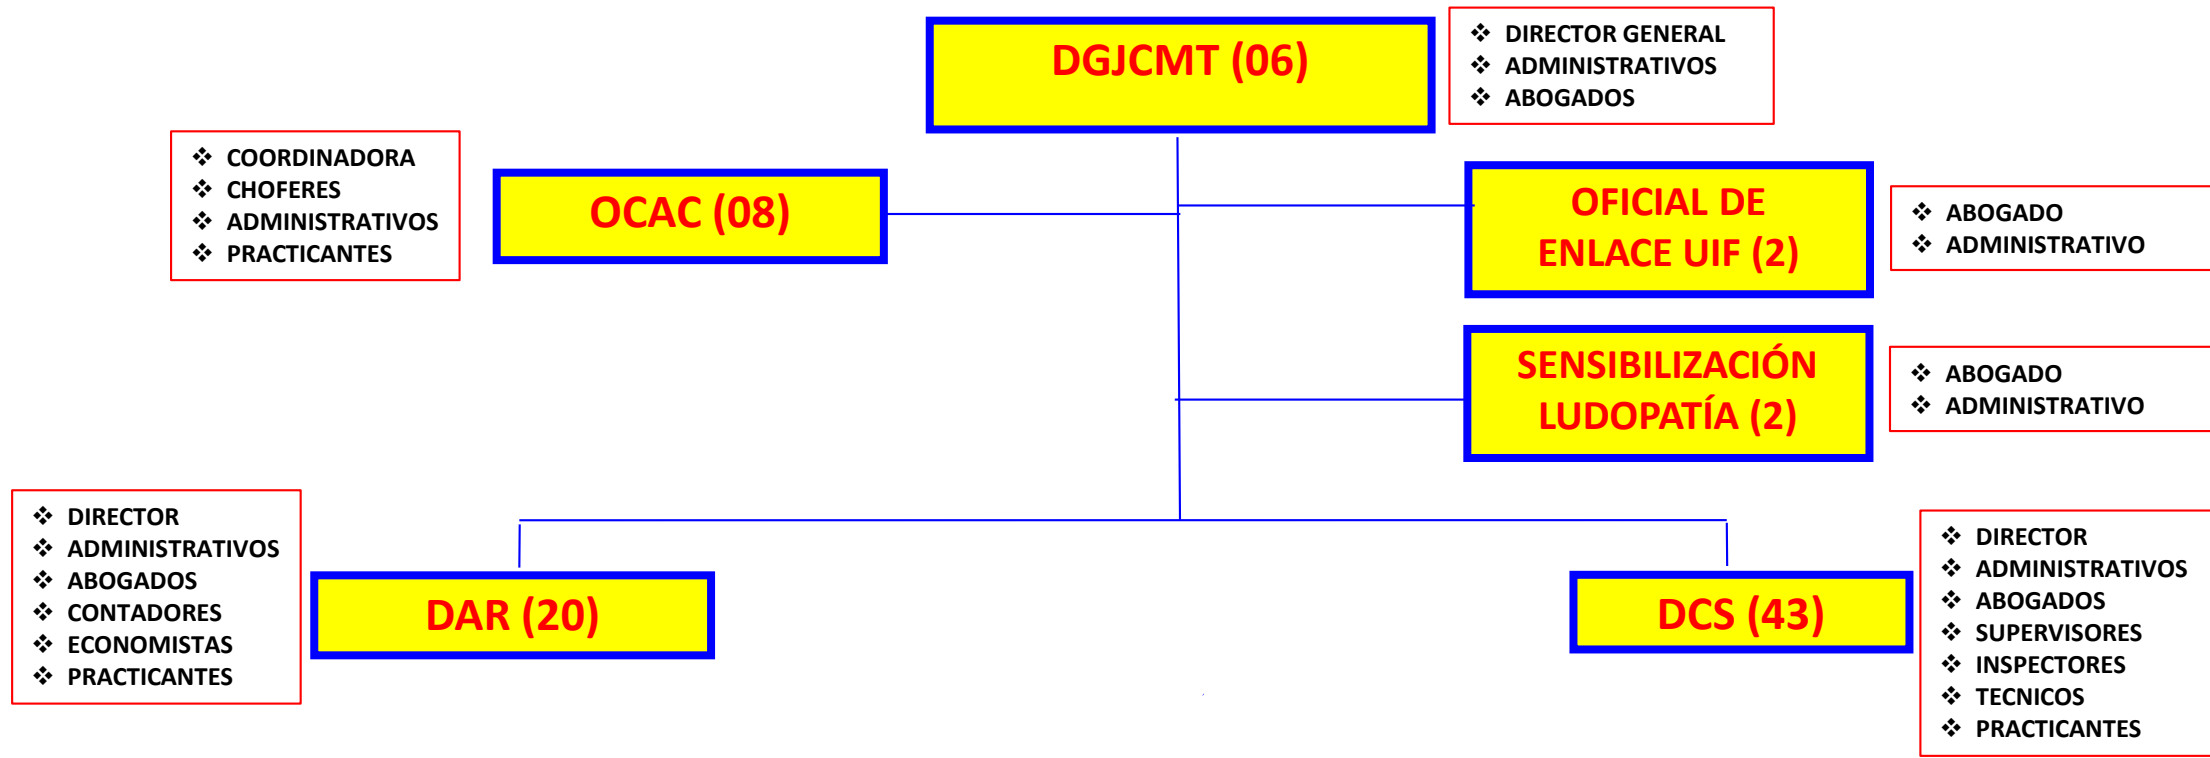 DGJCMT (06)
❖ DIRECTOR GENERAL
❖ ADMINISTRATIVOS
❖ ABOGADOS
❖ COORDINADORA
❖ CHOFERES
❖ ADMINISTRATIVOS
❖ PRACTICANTES
OCAC (08)
OFICIAL DE
ENLACE UIF (2)
❖ ABOGADO
❖ ADMINISTRATIVO
SENSIBILIZACIÓN
LUDOPATÍA (2)
❖ ABOGADO
❖ ADMINISTRATIVO
❖ DIRECTOR
❖ ADMINISTRATIVOS
❖ ABOGADOS
❖ CONTADORES
❖ ECONOMISTAS
❖ PRACTICANTES
DAR (20)
DCS (43)
❖ DIRECTOR
❖ ADMINISTRATIVOS
❖ ABOGADOS
❖ SUPERVISORES
❖ INSPECTORES
❖ TECNICOS
❖ PRACTICANTES